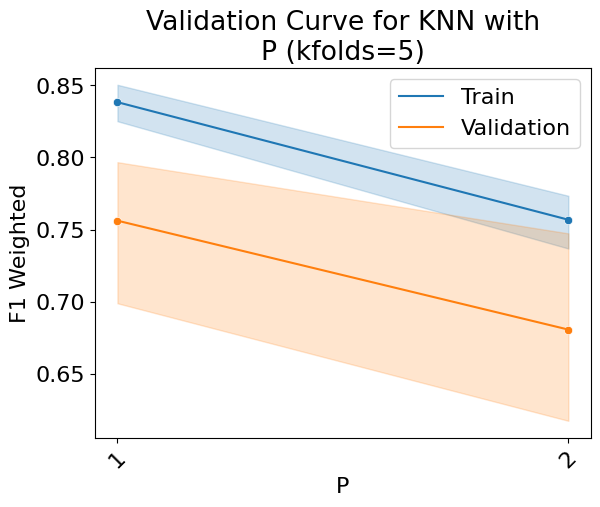 Validation Curve for KNN with
P (kfolds=5)
Train
Validation
F1 Weighted
0.85
0.80
0.75
0.70
0.65
1
2
P